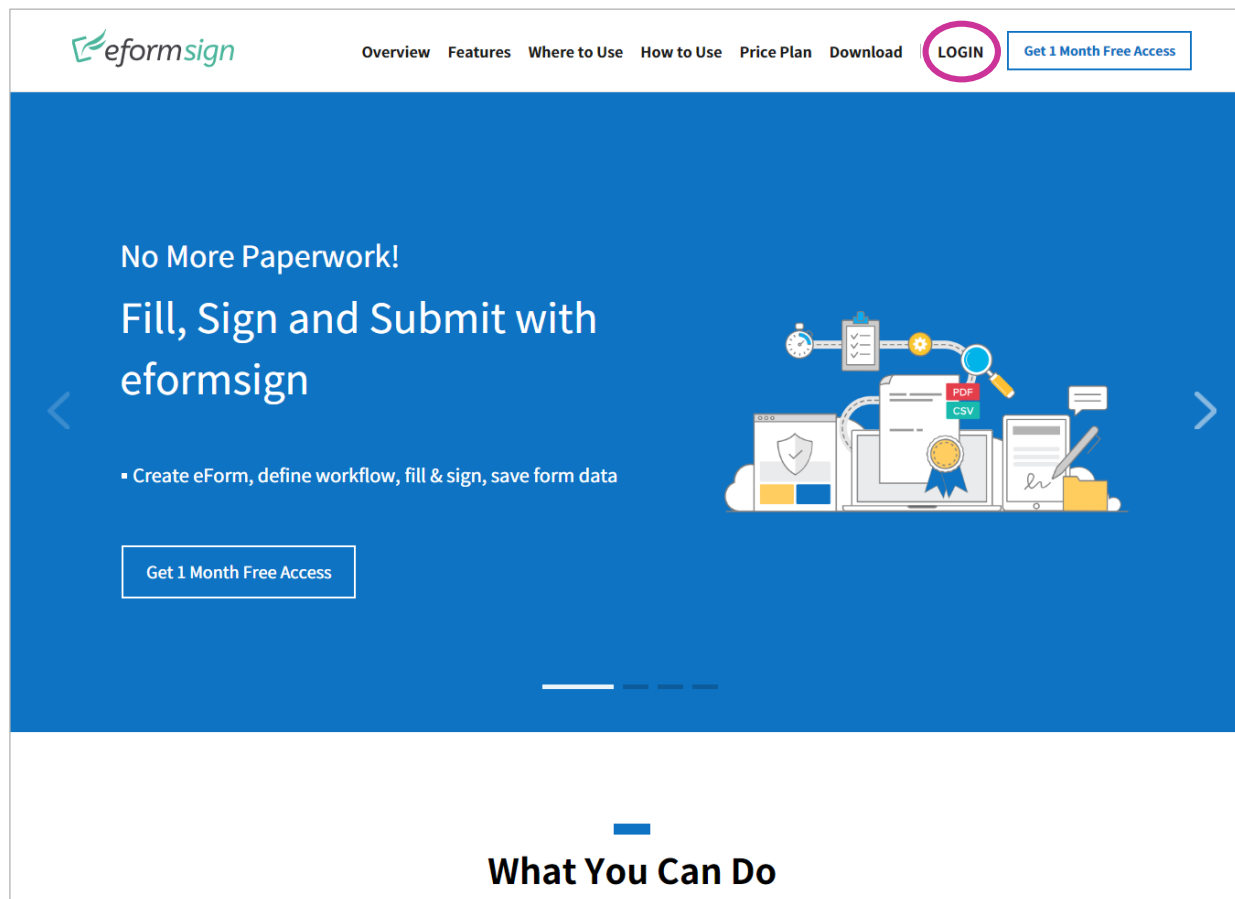 eformsign
Overview Features Where to Use How to Use Price Plan Download LOGIN Get 1 Month Free Access
No More Paperwork!
Fill, Sign and Submit with
eformsign
▪ Create eForm, define workflow, fill & sign, save form data
Get 1 Month Free Access
PDF
CSV
What You Can Do